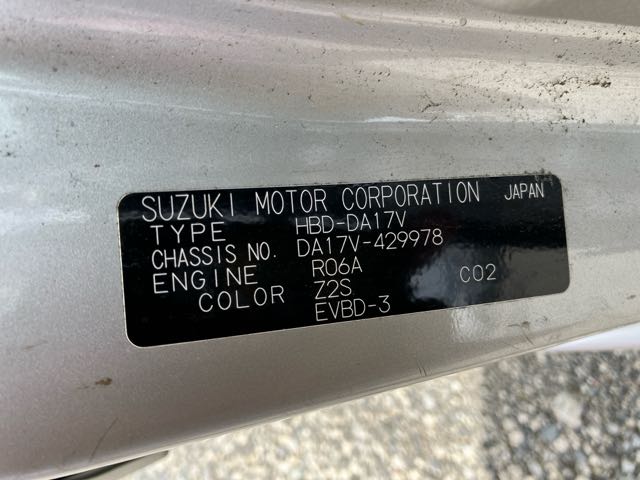 SUZUKI MOTOR CORPORATION JAPAN
TYPE HBD-DA17V
CHASSIS NO. DA17V-429978
ENGINE R06A C02
COLOR Z2S
EVBD-3